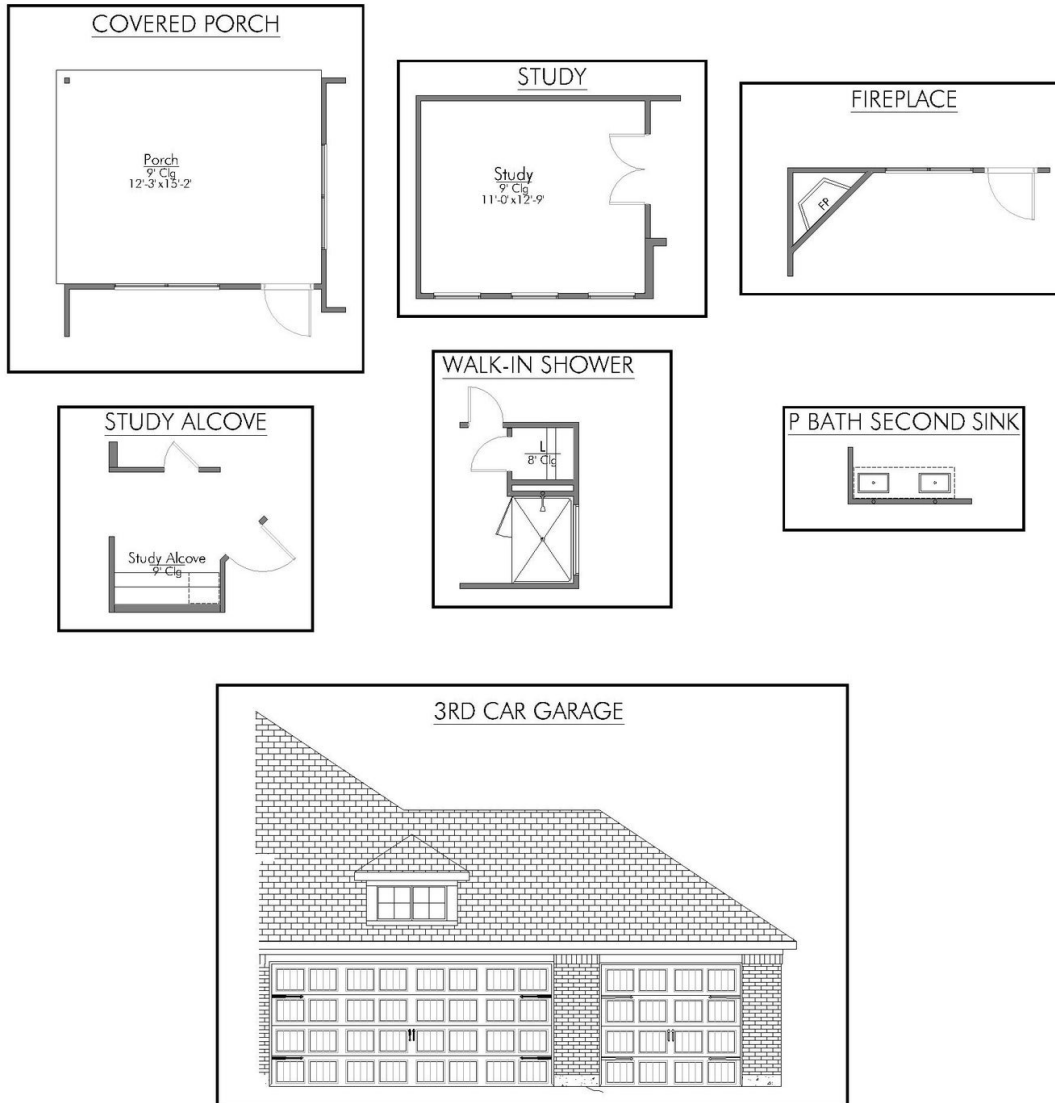 COVERED PORCH
Porch
9' Clg
12'-3'x15'-2'
STUDY
Study
9' Clg
11'-0'x12'-9'
FIREPLACE
FP
STUDY ALCOVE
Study Alcove
9' Clg
WALK-IN SHOWER
L
8' Clg
P BATH SECOND SINK
3RD CAR GARAGE